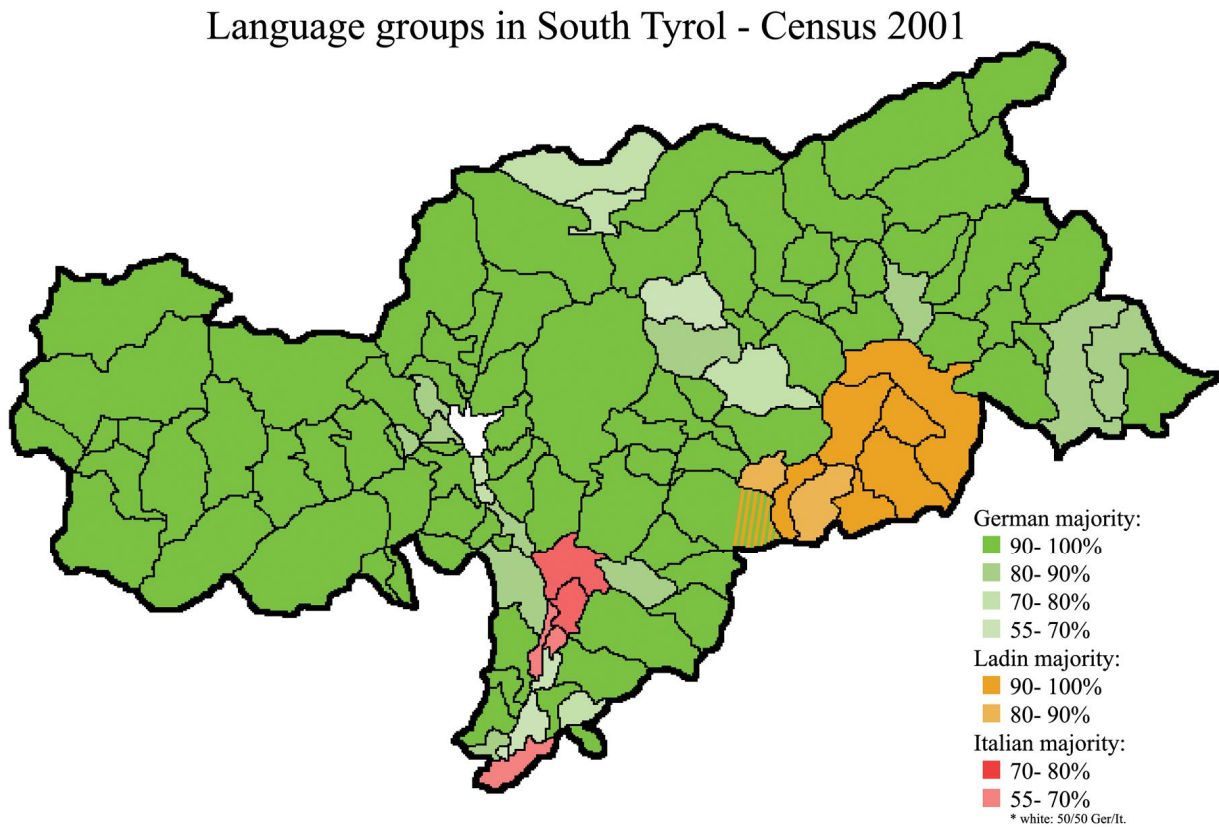 Language groups in South Tyrol - Census 2001
German majority:
90- 100%
80- 90%
70- 80%
55- 70%
Ladin majority:
90- 100%
80- 90%
Italian majority:
70- 80%
55- 70%
* white: 50/50 Ger/It.